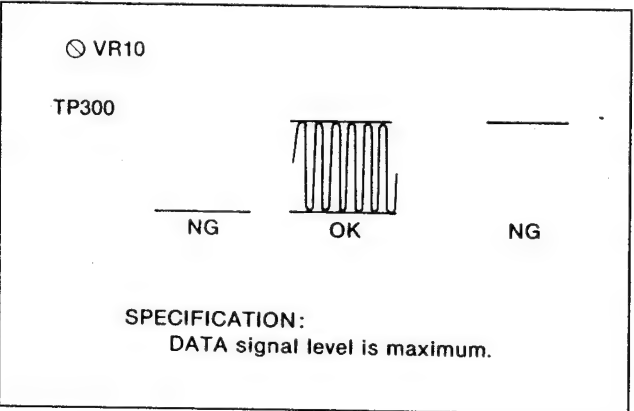 VR10
TP300
NG
OK
NG
SPECIFICATION:
DATA signal level is maximum.